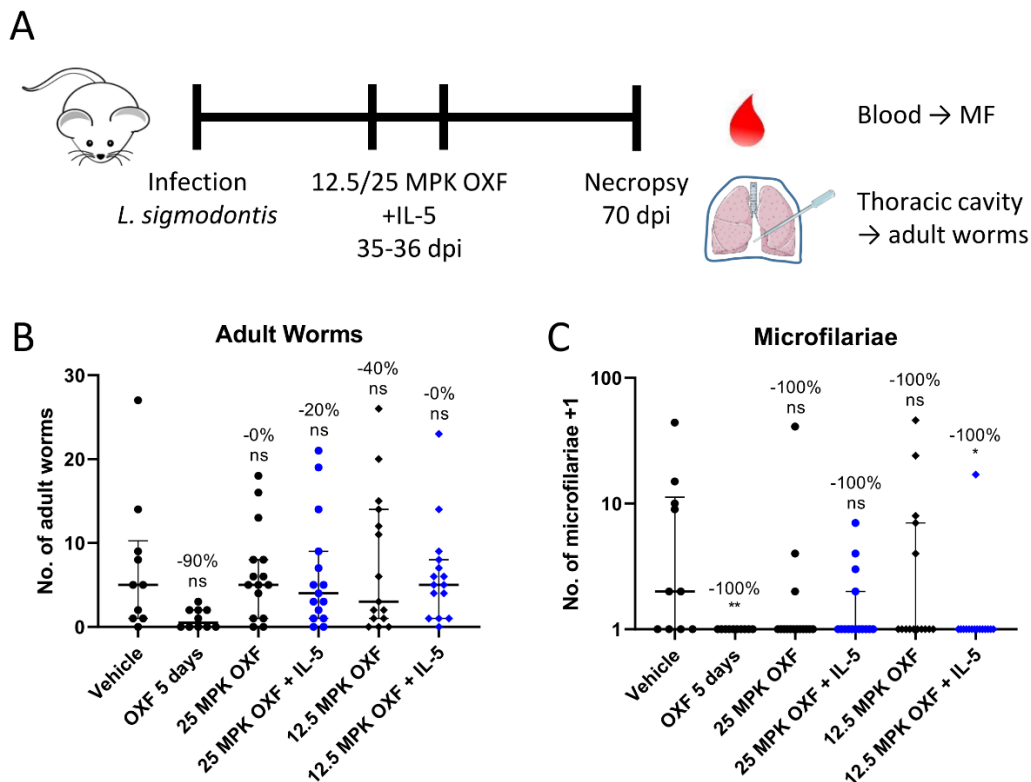 A
Infection
L. sigmodontis
12.5/25 MPK OXF
+IL-5
35-36 dpi
Necropsy
70 dpi
Blood → MF
Thoracic cavity
→ adult worms
B
Adult Worms
No. of adult worms
30
20
10
0
-90%
ns
-0%
ns
-20%
ns
-40%
ns
-0%
ns
Vehicle
OXF 5 days
25 MPK OXF
25 MPK OXF + IL-5
12.5 MPK OXF
12.5 MPK OXF + IL-5
C
Microfilariae
No. of microfilariae +1
100
10
1
-100%
**
-100%
ns
-100%
ns
-100%
ns
-100%
*
Vehicle
OXF 5 days
25 MPK OXF
25 MPK OXF + IL-5
12.5 MPK OXF
12.5 MPK OXF + IL-5